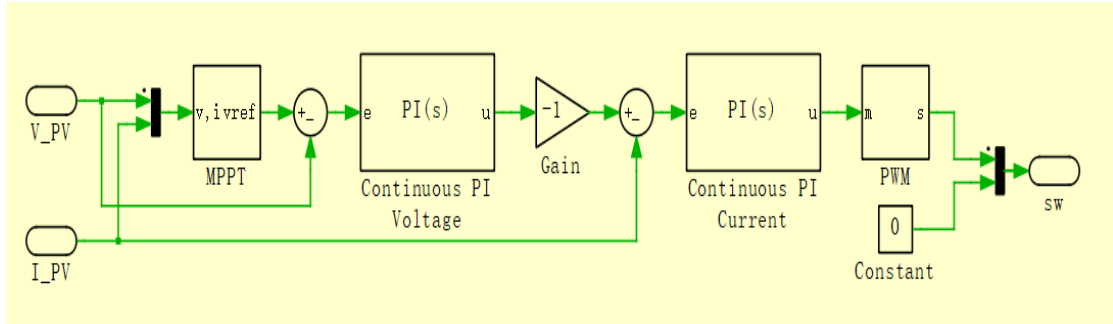 V_PV
I_PV
v,ivref
MPPT
+
-
e
PI(s)
u
Continuous PI
Voltage
-1
Gain
+
-
e
PI(s)
u
Continuous PI
Current
m
s
PWM
0
Constant
sw